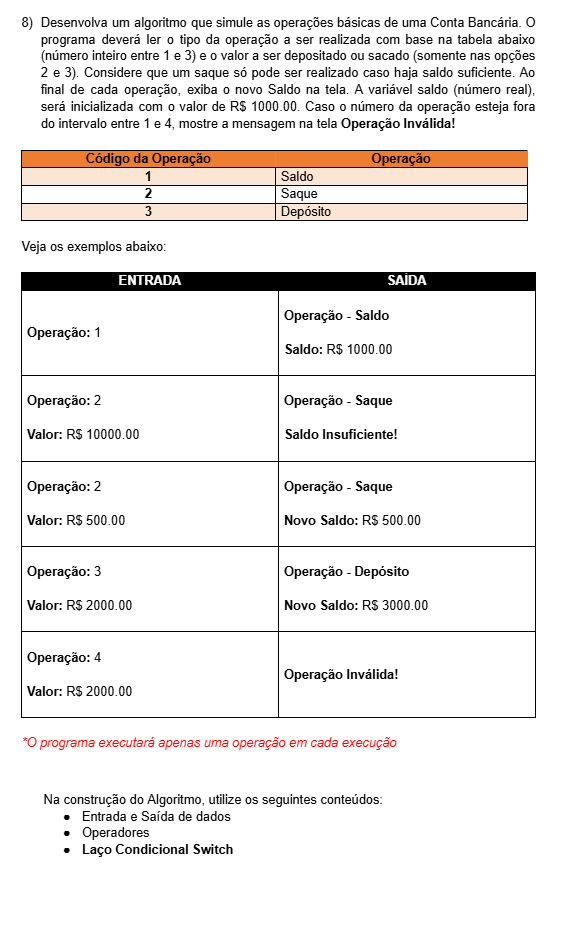 8) Desenvolva um algoritmo que simule as operações básicas de uma Conta Bancária. O
programa deverá ler o tipo da operação a ser realizada com base na tabela abaixo
(número inteiro entre 1 e 3) e o valor a ser depositado ou sacado (somente nas opções
2 e 3). Considere que um saque só pode ser realizado caso haja saldo suficiente. Ao
final de cada operação, exiba o novo Saldo na tela. A variável saldo (número real),
será inicializada com o valor de R$ 1000.00. Caso o número da operação esteja fora
do intervalo entre 1 e 4, mostre a mensagem na tela Operação Inválida!
Código da Operação Operação
1 Saldo
2 Saque
3 Depósito
Veja os exemplos abaixo:
ENTRADA SAÍDA
Operação: 1
Operação - Saldo
Saldo: R$ 1000.00
Operação: 2
Valor: R$ 10000.00
Operação - Saque
Saldo Insuficiente!
Operação: 2
Valor: R$ 500.00
Operação - Saque
Novo Saldo: R$ 500.00
Operação: 3
Valor: R$ 2000.00
Operação - Depósito
Novo Saldo: R$ 3000.00
Operação: 4
Valor: R$ 2000.00
Operação Inválida!
*O programa executará apenas uma operação em cada execução
Na construção do Algoritmo, utilize os seguintes conteúdos:
● Entrada e Saída de dados
● Operadores
● Laço Condicional Switch